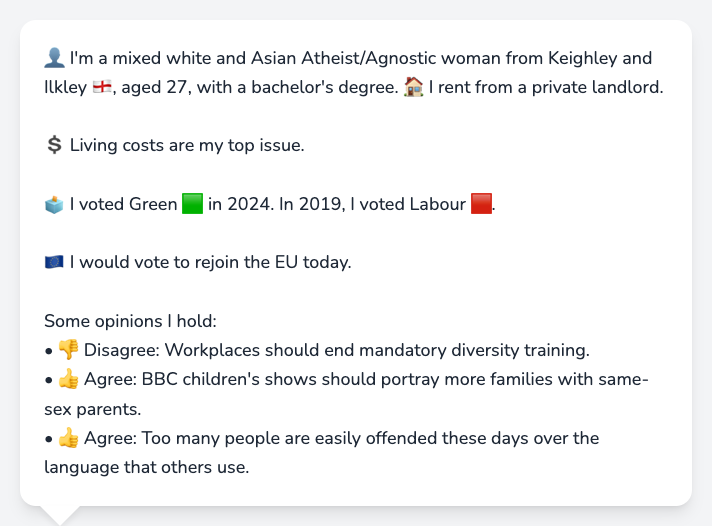 👤 I'm a mixed white and Asian Atheist/Agnostic woman from Keighley and
Ilkley 🏴󠁧󠁢󠁥󠁮󠁧󠁿, aged 27, with a bachelor's degree. 🏠 I rent from a private landlord.
💲 Living costs are my top issue.
🗳️ I voted Green 🟩 in 2024. In 2019, I voted Labour 🟥.
🇪🇺 I would vote to rejoin the EU today.
Some opinions I hold:
• 👎 Disagree: Workplaces should end mandatory diversity training.
• 👍 Agree: BBC children's shows should portray more families with same-
sex parents.
• 👍 Agree: Too many people are easily offended these days over the
language that others use.